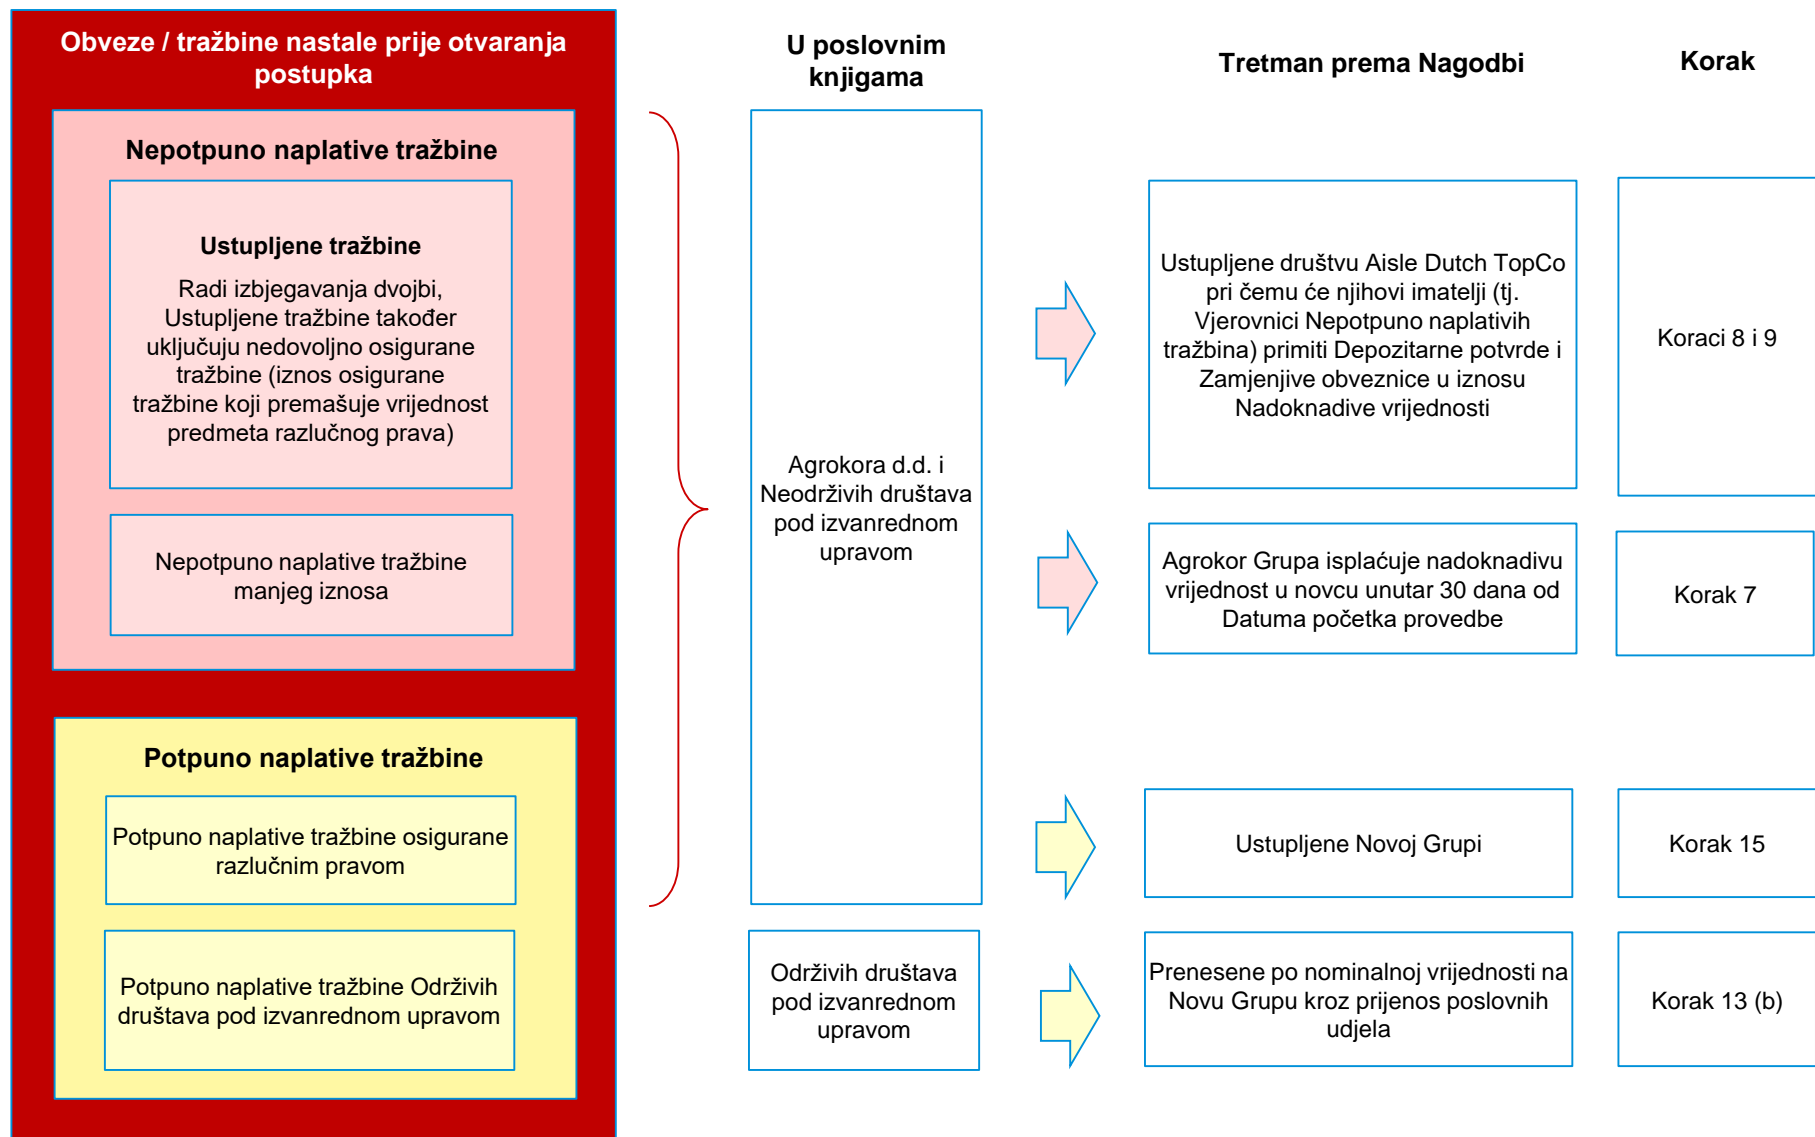 Obveze / tražbine nastale prije otvaranja
postupka
U poslovnim
knjigama
Tretman prema Nagodbi
Korak
Nepotpuno naplative tražbine
Ustupljene tražbine
Radi izbjegavanja dvojbi,
Ustupljene tražbine također
uključuju nedovoljno osigurane
tražbine (iznos osigurane
tražbine koji premašuje vrijednost
predmeta razlučnog prava)
Nepotpuno naplative tražbine
manjeg iznosa
Potpuno naplative tražbine
Potpuno naplative tražbine osigurane
razlučnim pravom
Potpuno naplative tražbine Održivih
društava pod izvanrednom upravom
Agrokora d.d. i
Neodrživih društava
pod izvanrednom
upravom
Održivih društava
pod izvanrednom
upravom
Ustupljene društvu Aisle Dutch TopCo
pri čemu će njihovi imatelji (tj.
Vjerovnici Nepotpuno naplativih
tražbina) primiti Depozitarne potvrde i
Zamjenjive obveznice u iznosu
Nadoknadive vrijednosti
Koraci 8 i 9
Agrokor Grupa isplaćuje nadoknadivu
vrijednost u novcu unutar 30 dana od
Datuma početka provedbe
Korak 7
Ustupljene Novoj Grupi
Korak 15
Prenesene po nominalnoj vrijednosti na
Novu Grupu kroz prijenos poslovnih
udjela
Korak 13 (b)